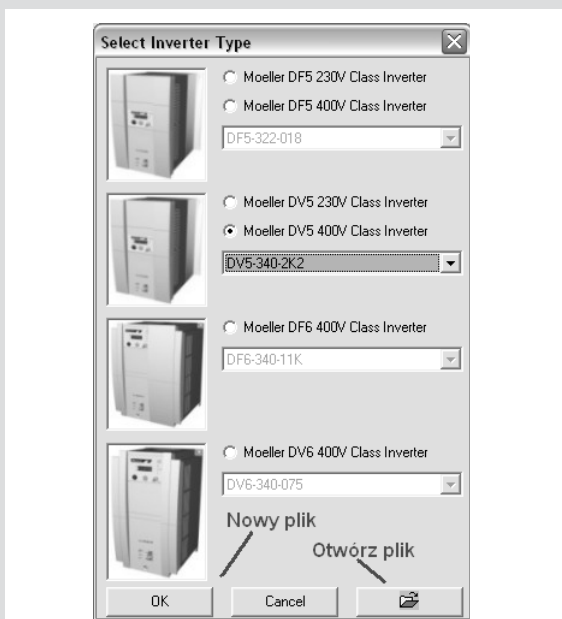 Select Inverter Type
Moeller DF5 230V Class Inverter
Moeller DF5 400V Class Inverter
DF5-322-018
Moeller DV5 230V Class Inverter
Moeller DV5 400V Class Inverter
DV5-340-2K2
Moeller DF6 400V Class Inverter
DF6-340-11K
Moeller DV6 400V Class Inverter
DV6-340-075
Nowy plik
Otwórz plik
OK
Cancel